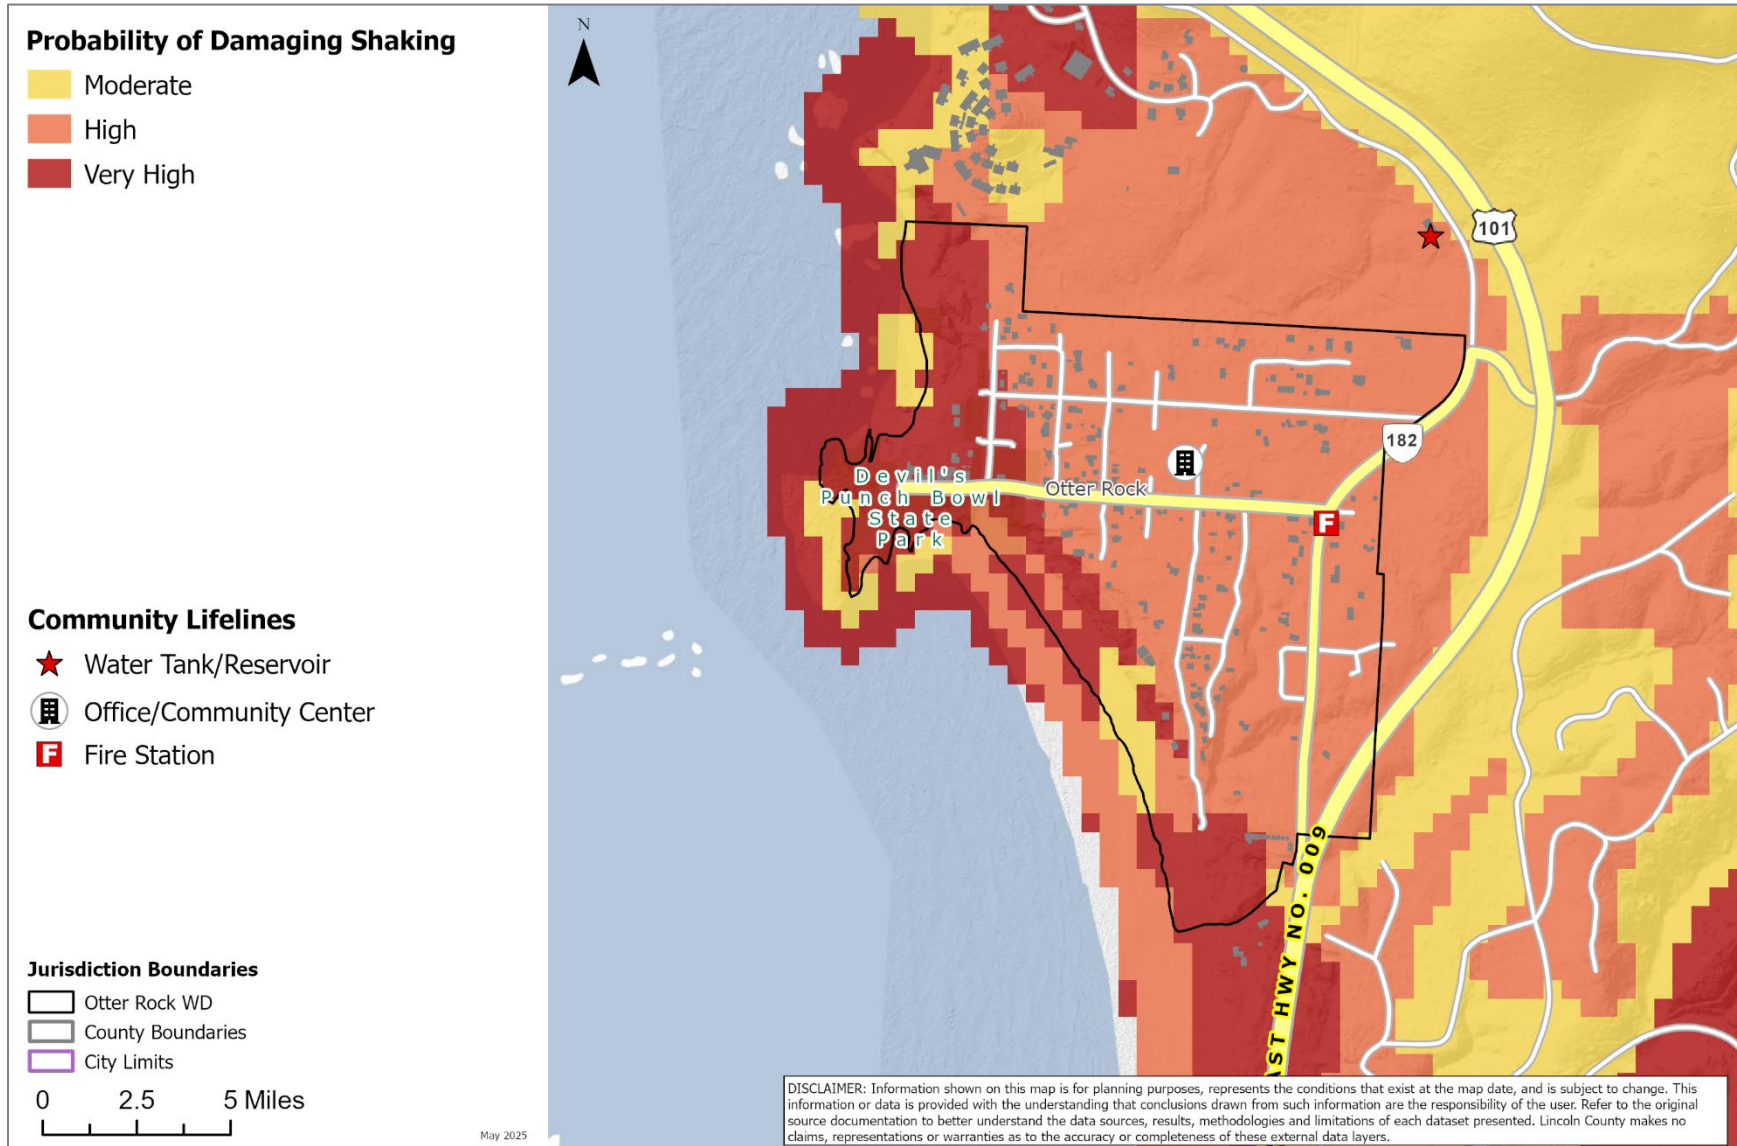 Probability of Damaging Shaking
Moderate
High
Very High
Community Lifelines
Water Tank/Reservoir
Office/Community Center
F Fire Station
Jurisdiction Boundaries
Otter Rock WD
County Boundaries
City Limits
0 2.5 5 Miles
May 2025
N
101
182
Devil's
Punch Bowl
State
Park
Otter Rock
F
AST HWY NO. 009
DISCLAIMER: Information shown on this map is for planning purposes, represents the conditions that exist at the map date, and is subject to change. This
information or data is provided with the understanding that conclusions drawn from such information are the responsibility of the user. Refer to the original
source documentation to better understand the data sources, results, methodologies and limitations of each dataset presented. Lincoln County makes no
claims, representations or warranties as to the accuracy or completeness of these external data layers.